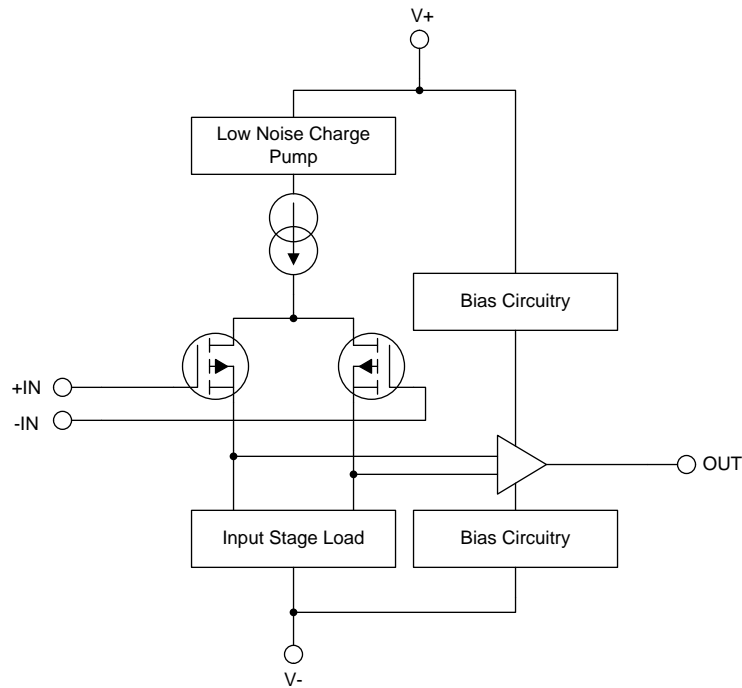 V+
Low Noise Charge
Pump
Bias Circuitry
+IN
-IN
OUT
Input Stage Load
Bias Circuitry
V-